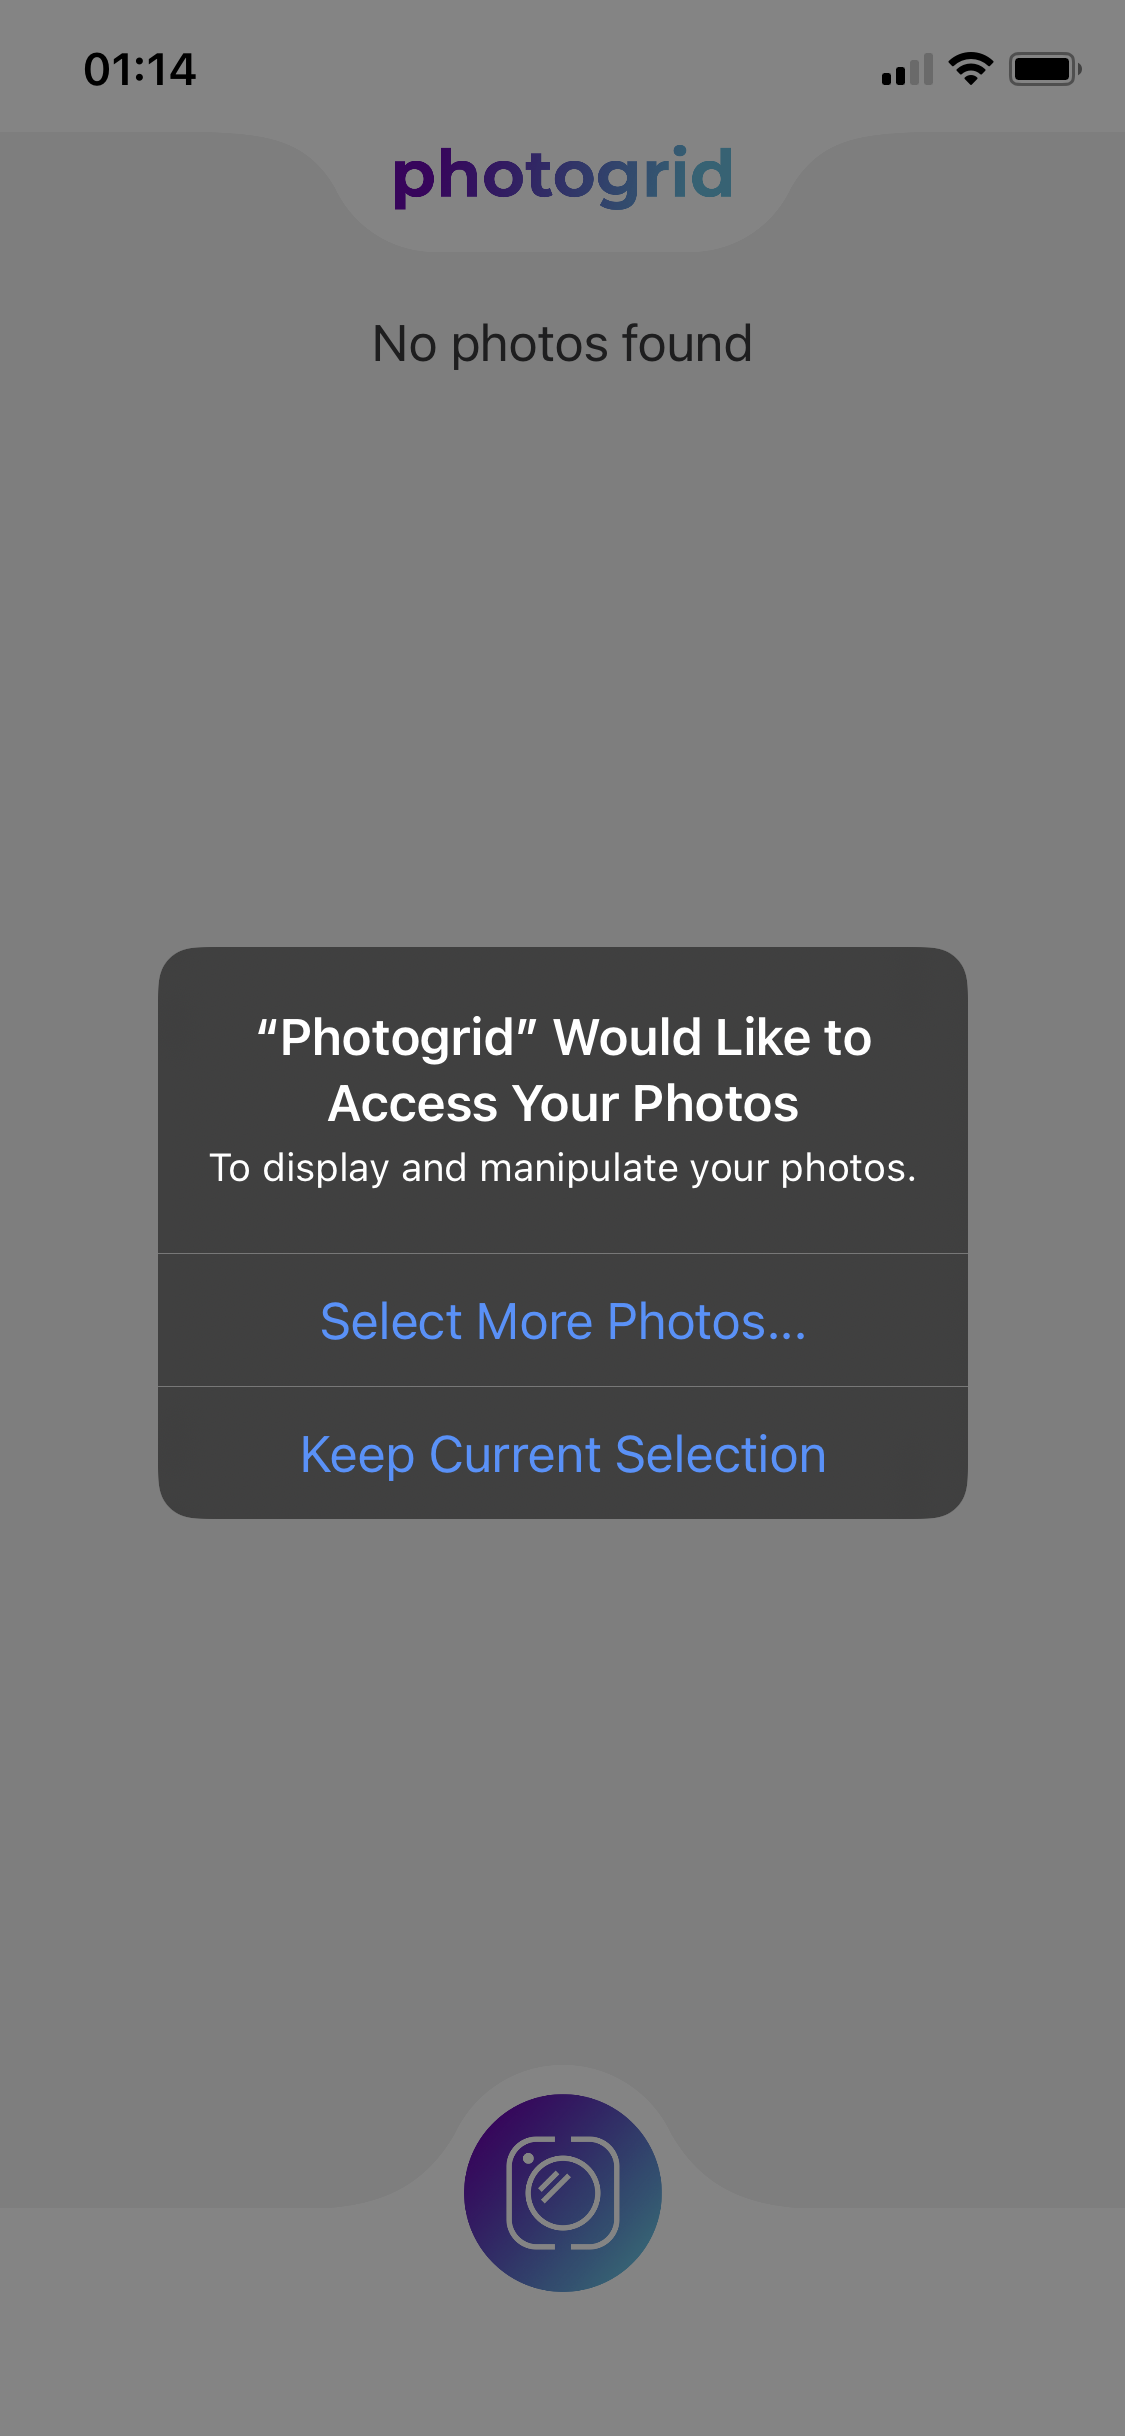 01:14
photogrid
No photos found
“Photogrid” Would Like to
Access Your Photos
To display and manipulate your photos.
Select More Photos...
Keep Current Selection